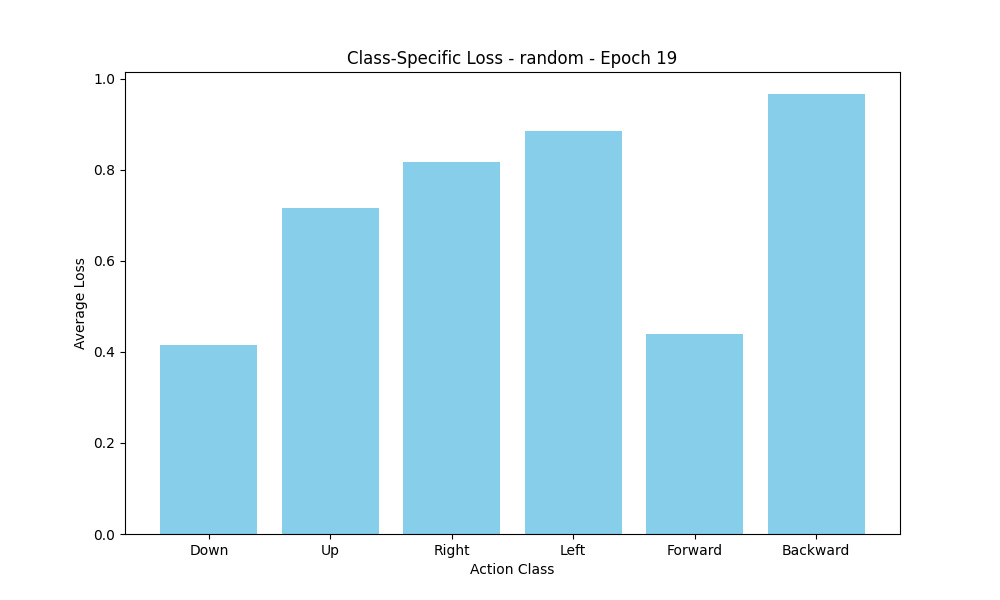 Class-Specific Loss - random - Epoch 19
Average Loss
1.0
0.8
0.6
0.4
0.2
0.0
Down Up Right Left Forward Backward
Action Class